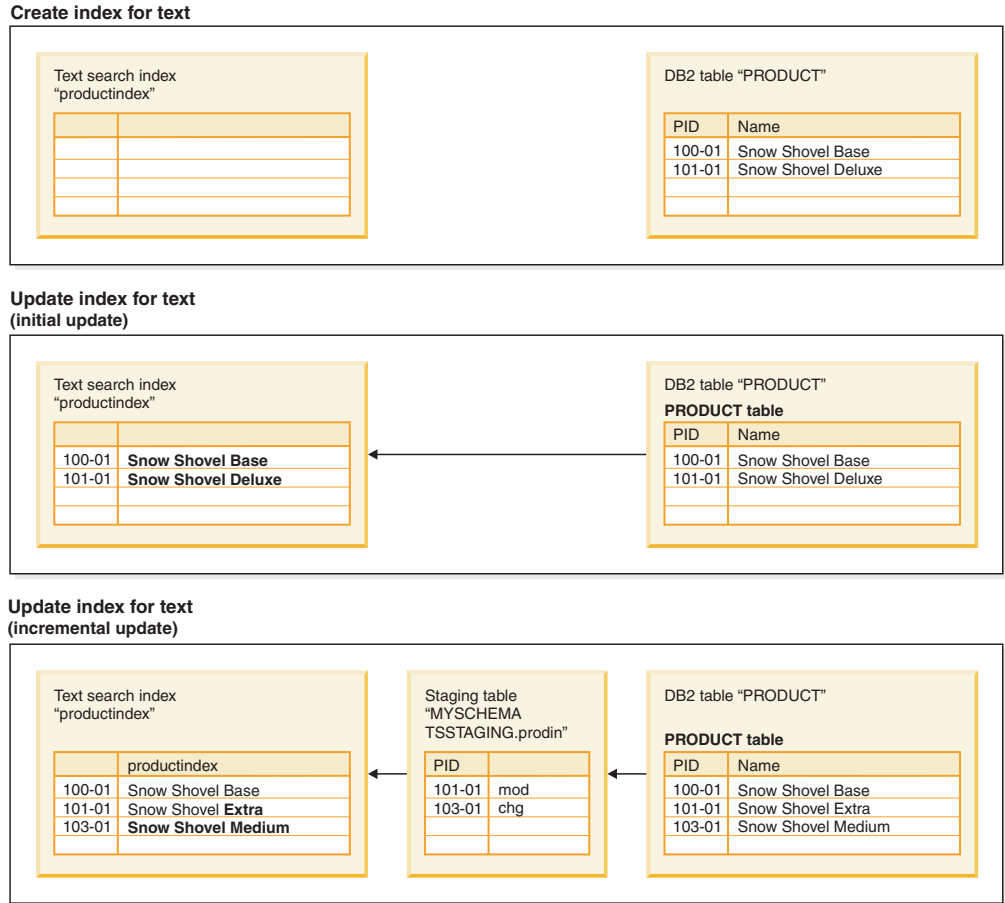 Create index for text
Text search index
“productindex”
DB2 table “PRODUCT”
PID Name
100-01 Snow Shovel Base
101-01 Snow Shovel Deluxe
Update index for text
(initial update)
Text search index
“productindex”
100-01 Snow Shovel Base
101-01 Snow Shovel Deluxe
DB2 table “PRODUCT”
PRODUCT table
PID Name
100-01 Snow Shovel Base
101-01 Snow Shovel Deluxe
Update index for text
(incremental update)
Text search index
“productindex”
productindex
100-01 Snow Shovel Base
101-01 Snow Shovel Extra
103-01 Snow Shovel Medium
Staging table
“MYSCHEMA
TSSTAGING.prodin”
PID
101-01 mod
103-01 chg
DB2 table “PRODUCT”
PRODUCT table
PID Name
100-01 Snow Shovel Base
101-01 Snow Shovel Extra
103-01 Snow Shovel Medium